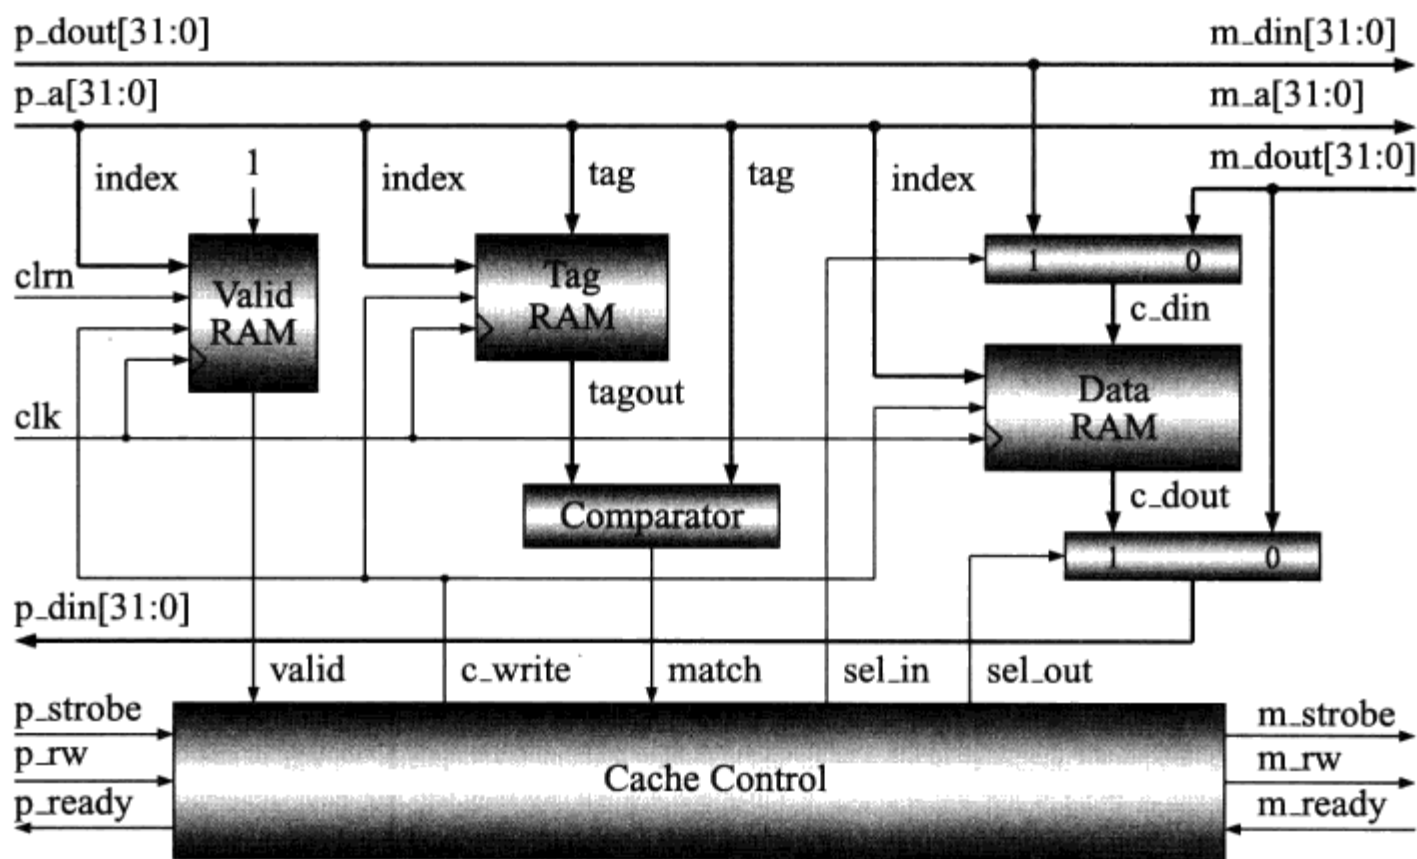 p_dout[31:0]
m_din[31:0]
p_a[31:0]
m_a[31:0]
m_dout[31:0]
index
1
index
tag
tag
index
clrn
Valid
RAM
Tag
RAM
1
0
c_din
clk
tagout
Data
RAM
Comparator
c_dout
1
0
p_din[31:0]
valid
c_write
match
sel_in
sel_out
p_strobe
m_strobe
p_rw
Cache Control
m_rw
p_ready
m_ready